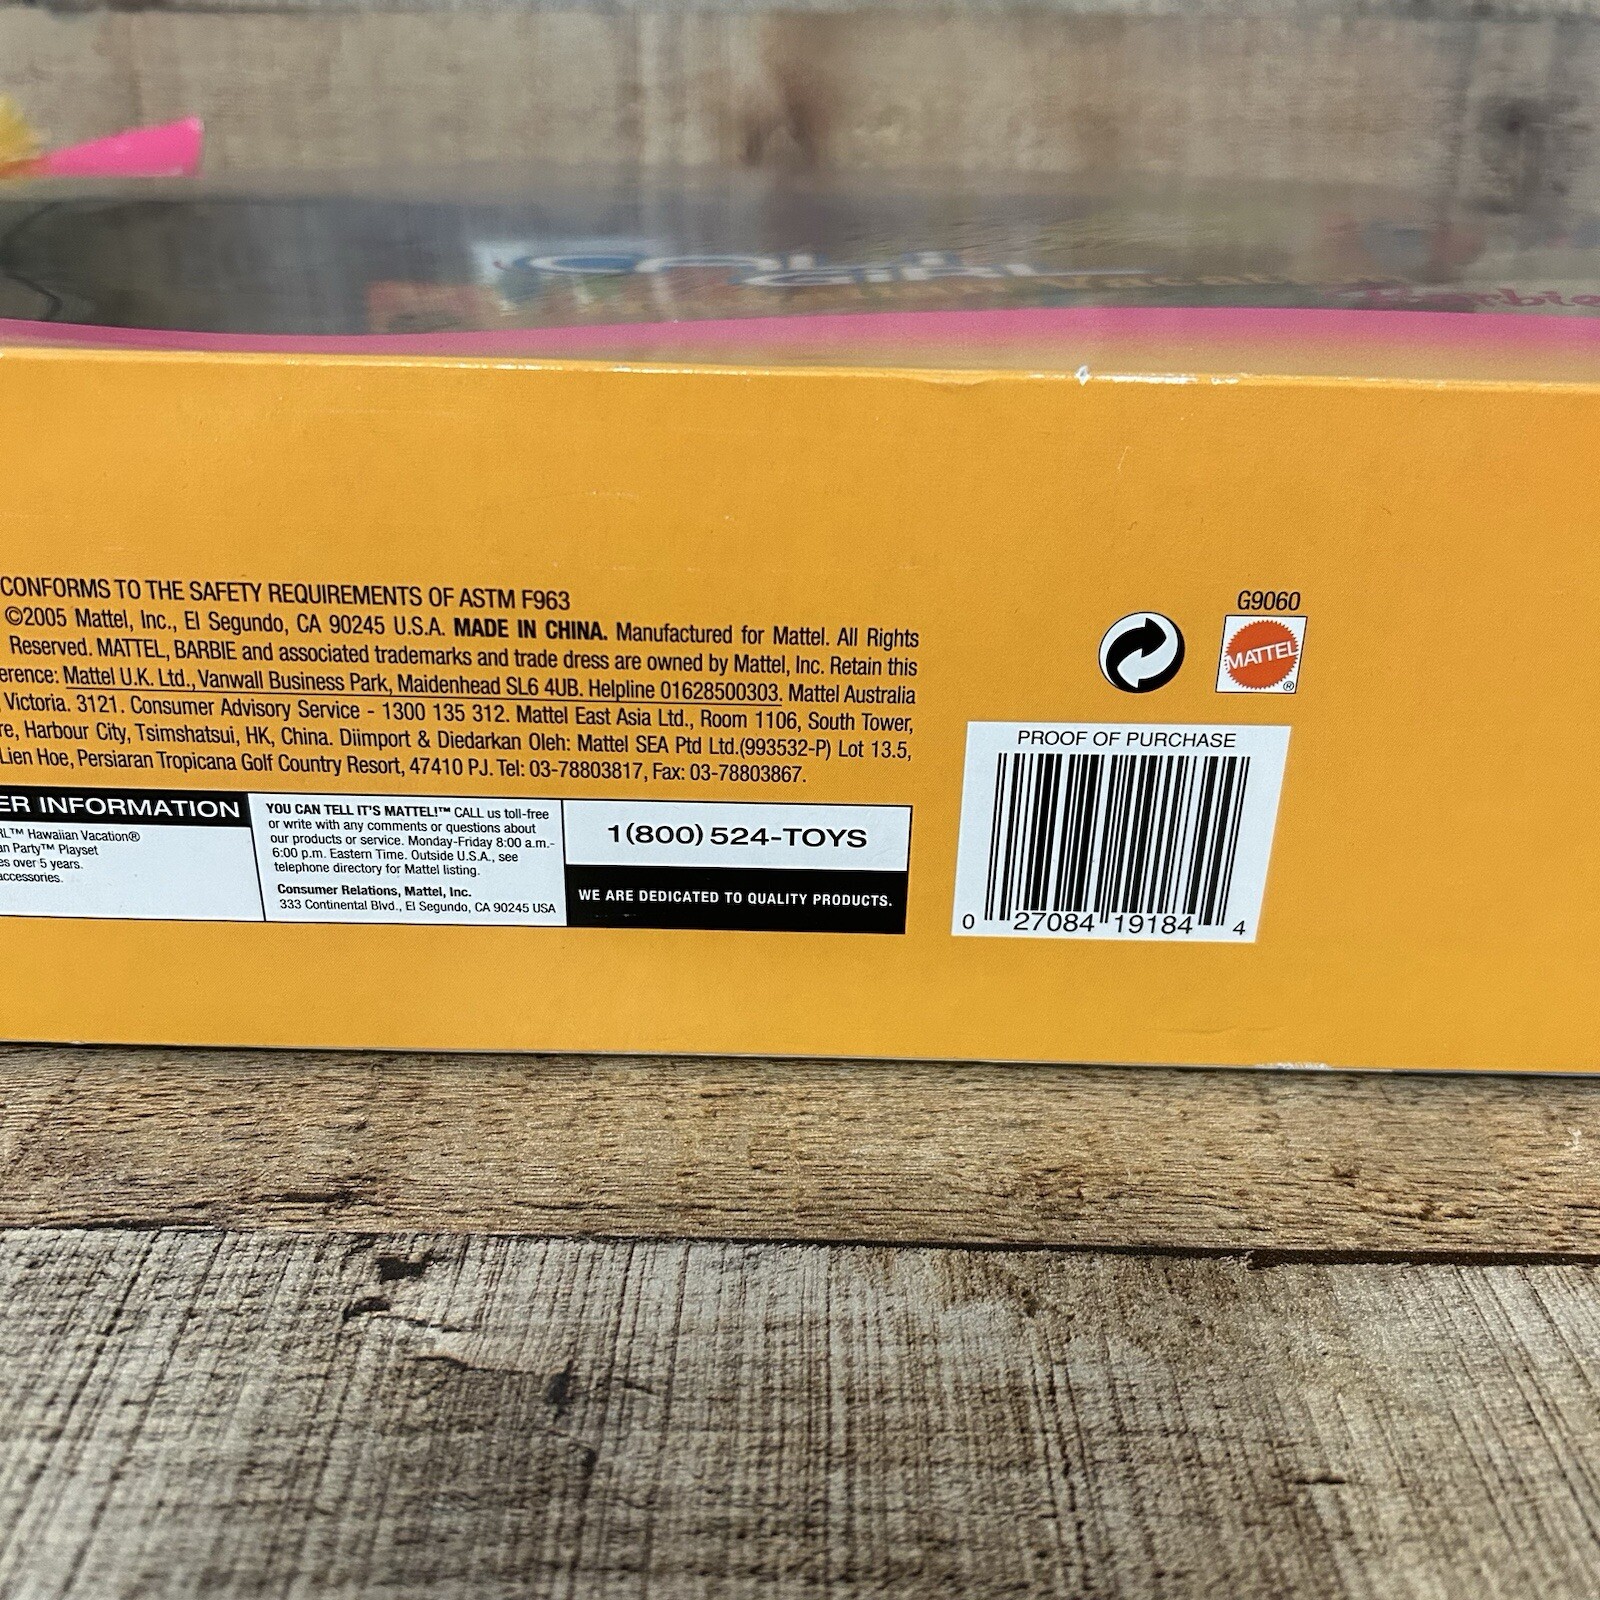 GIRL
Barbie
CONFORMS TO THE SAFETY REQUIREMENTS OF ASTM F963
©2005 Mattel, Inc., El Segundo, CA 90245 U.S.A. MADE IN CHINA. Manufactured for Mattel. All Rights
Reserved. MATTEL, BARBIE and associated trademarks and trade dress are owned by Mattel, Inc. Retain this
erence: Mattel U.K. Ltd., Vanwall Business Park, Maidenhead SL6 4UB. Helpline 01628500303. Mattel Australia
, Victoria. 3121. Consumer Advisory Service - 1300 135 312. Mattel East Asia Ltd., Room 1106, South Tower,
re, Harbour City, Tsimshatsui, HK, China. Diimport & Diedarkan Oleh: Mattel SEA Ptd Ltd.(993532-P) Lot 13.5,
Lien Hoe, Persiaran Tropicana Golf Country Resort, 47410 PJ. Tel: 03-78803817, Fax: 03-78803867.
ER INFORMATION
RL™ Hawaiian Vacation®
an Party™ Playset
es over 5 years.
accessories.
YOU CAN TELL IT'S MATTEL!™ CALL us toll-free
or write with any comments or questions about
our products or service. Monday-Friday 8:00 a.m.-
6:00 p.m. Eastern Time. Outside U.S.A., see
telephone directory for Mattel listing.
Consumer Relations, Mattel, Inc.
333 Continental Blvd., El Segundo, CA 90245 USA
1(800) 524-TOYS
WE ARE DEDICATED TO QUALITY PRODUCTS.
G9060
MATTEL®
PROOF OF PURCHASE
0 27084 19184 4